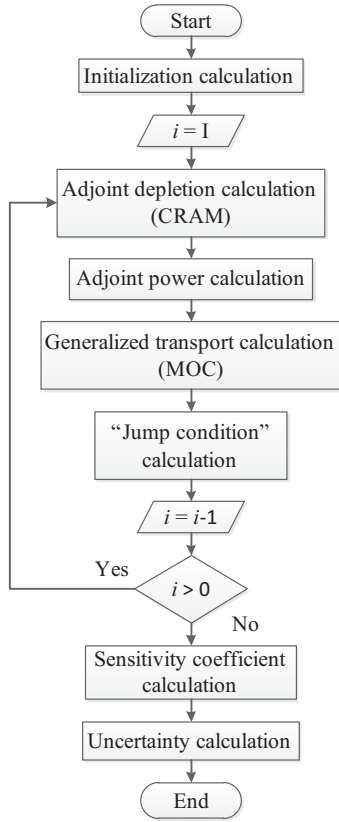 Start
Initialization calculation
i = I
Adjoint depletion calculation
(CRAM)
Adjoint power calculation
Generalized transport calculation
(MOC)
“Jump condition”
calculation
i = i-1
Yes
i > 0
No
Sensitivity coefficient
calculation
Uncertainty calculation
End